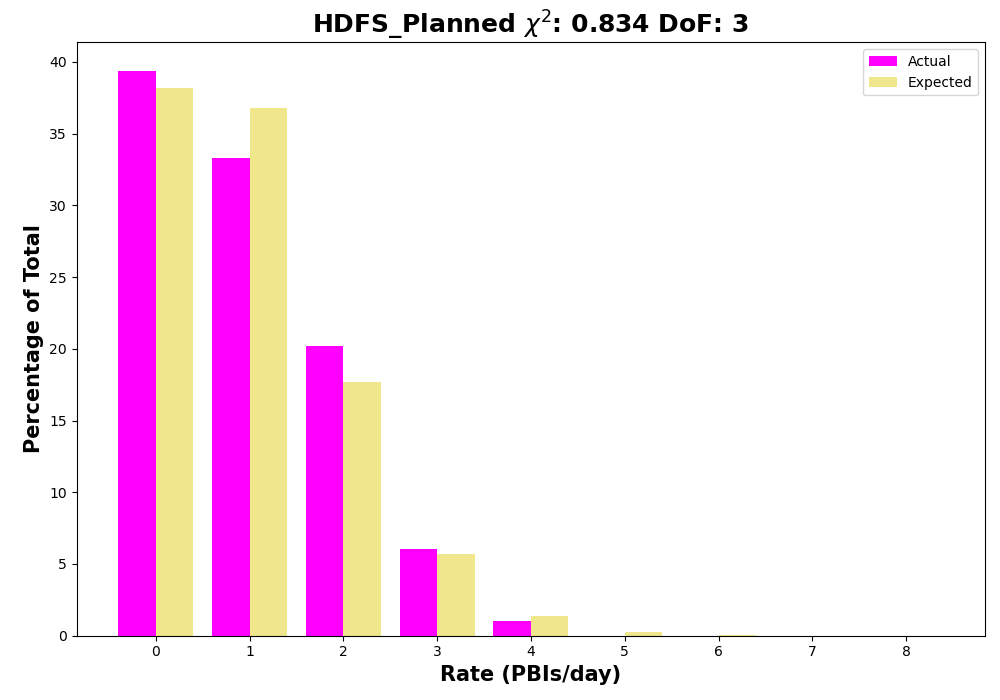 HDFS_Planned χ²: 0.834 DoF: 3
Actual
Expected
Percentage of Total
40
35
30
25
20
15
10
5
0
0 1 2 3 4 5 6 7 8
Rate (PBIs/day)